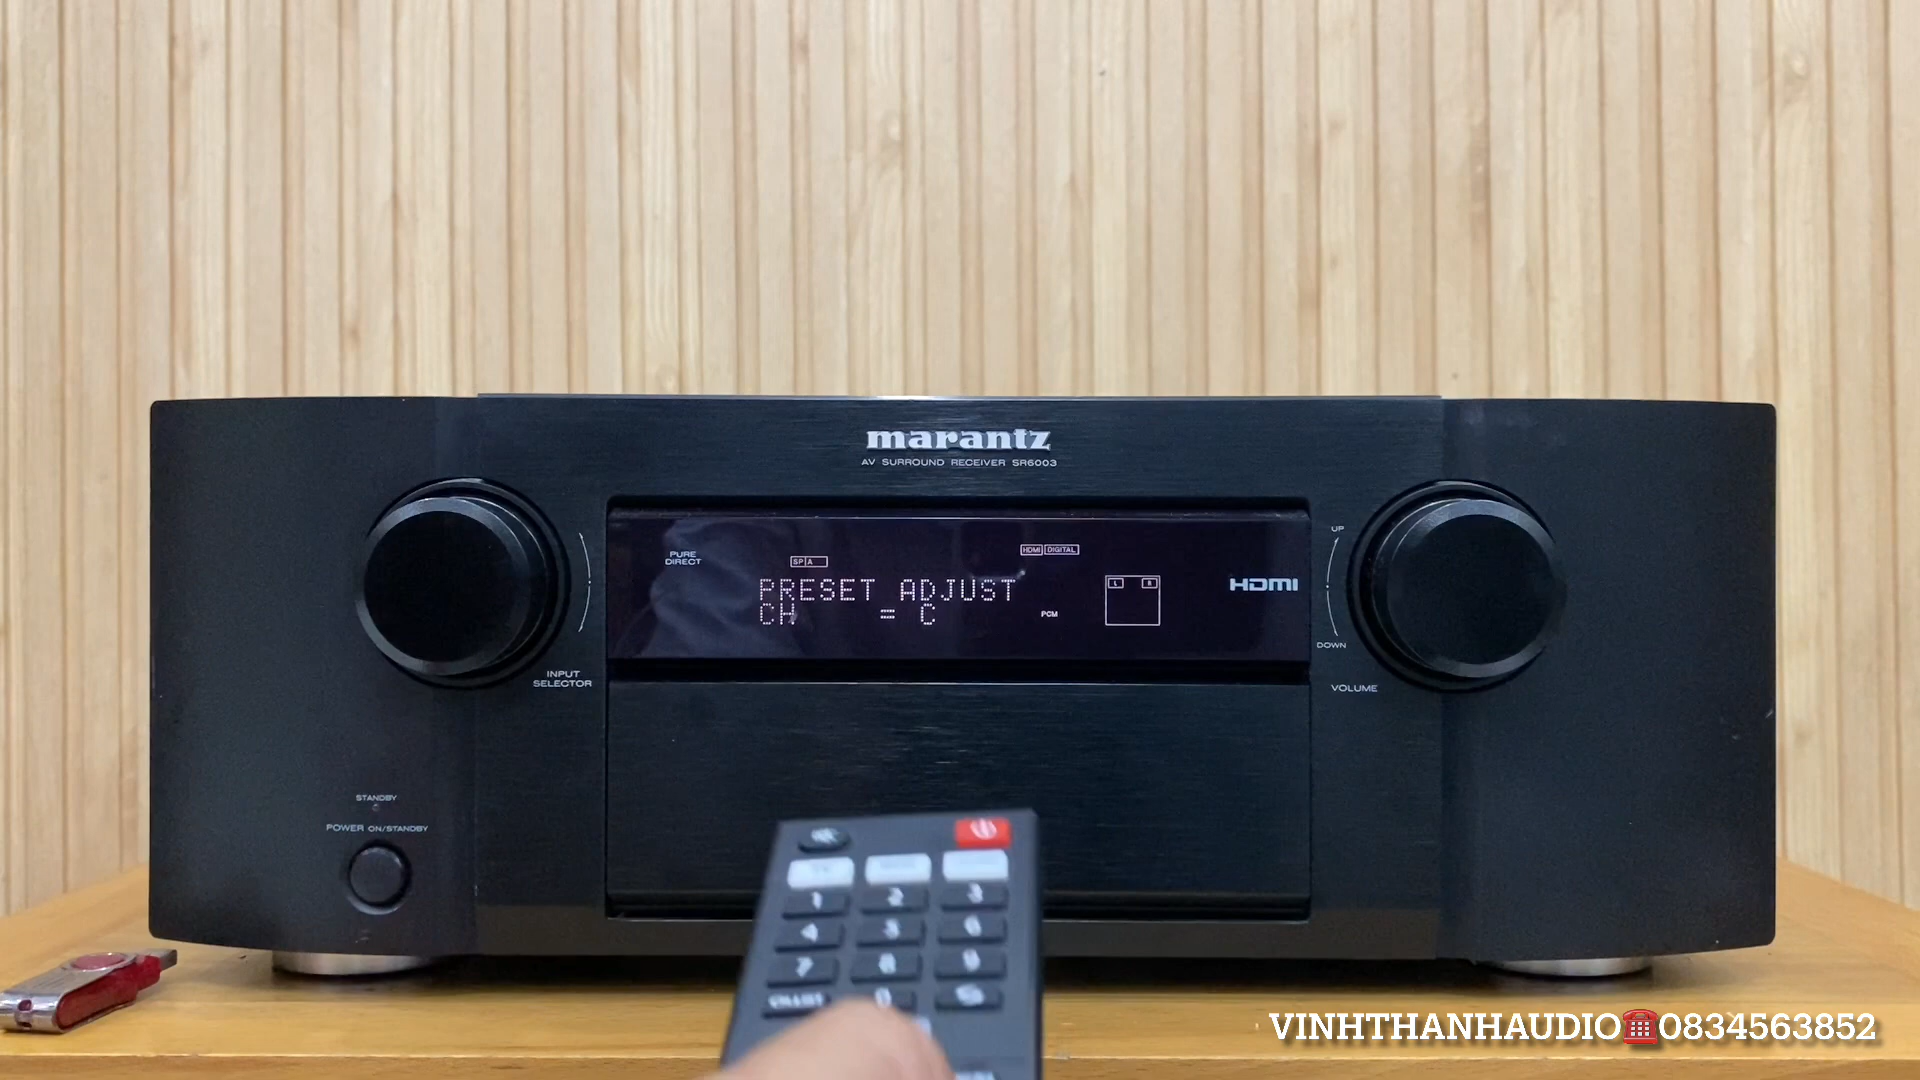 marantz
AV SURROUND RECEIVER SR6003
PURE
DIRECT
SP A
HDMI DIGITAL
PRESET ADJUST
CH = C
PCM
L R
HDMI
UP
DOWN
VOLUME
INPUT
SELECTOR
STANDBY
POWER ON/STANDBY
1 2 3
4 5 6
7 8 9
0
VINHTHANHAUDIO☎0834563852